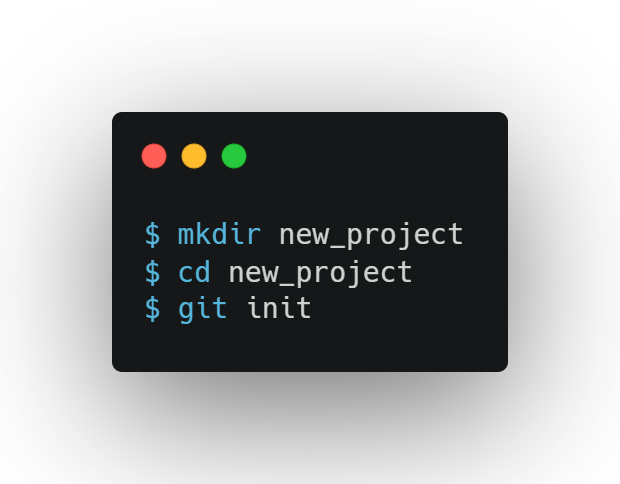 $ mkdir new_project
$ cd new_project
$ git init